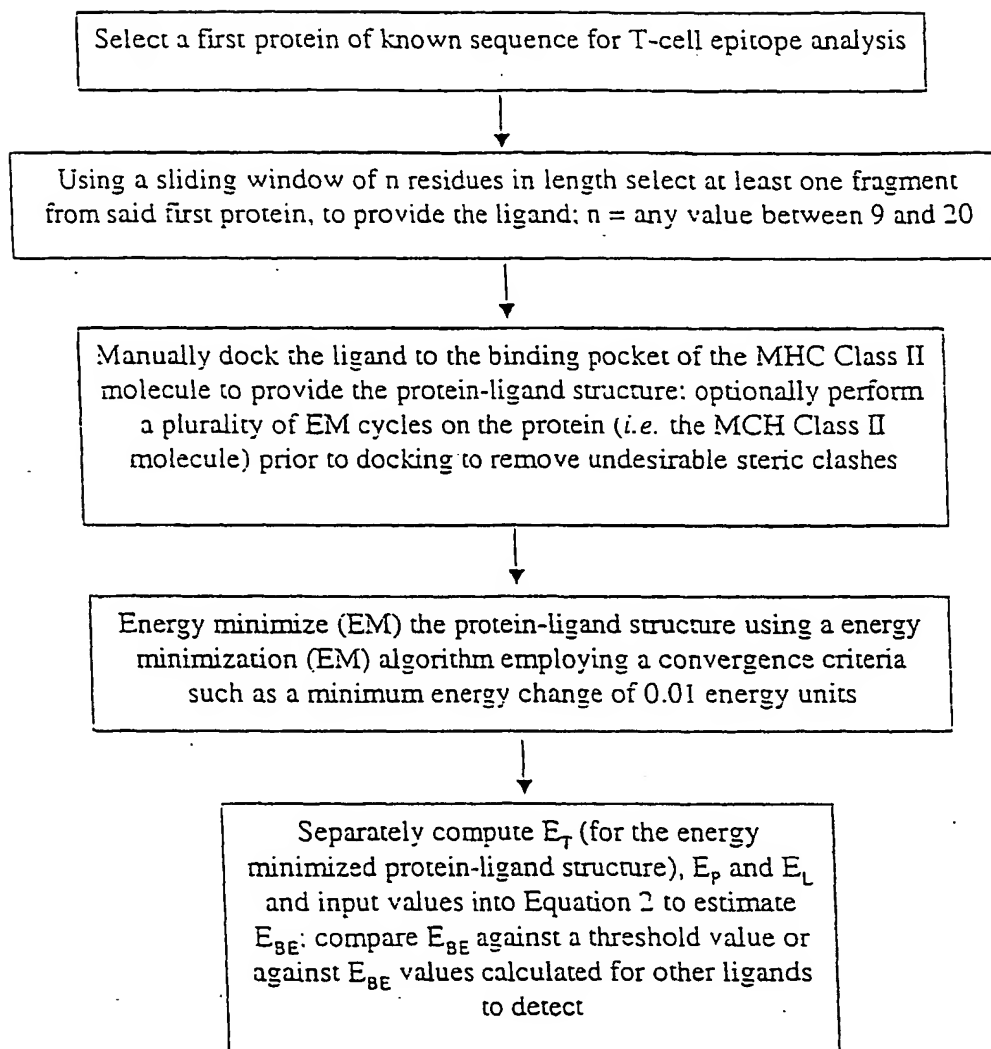 Select a first protein of known sequence for T-cell epitope analysis
Using a sliding window of n residues in length select at least one fragment
from said first protein, to provide the ligand; n = any value between 9 and 20
Manually dock the ligand to the binding pocket of the MHC Class II
molecule to provide the protein-ligand structure: optionally perform
a plurality of EM cycles on the protein (i.e. the MCH Class II
molecule) prior to docking to remove undesirable steric clashes
Energy minimize (EM) the protein-ligand structure using a energy
minimization (EM) algorithm employing a convergence criteria
such as a minimum energy change of 0.01 energy units
Separately compute E_T (for the energy
minimized protein-ligand structure), E_P and E_L
and input values into Equation 2 to estimate
E_BE: compare E_BE against a threshold value or
against E_BE values calculated for other ligands
to detect